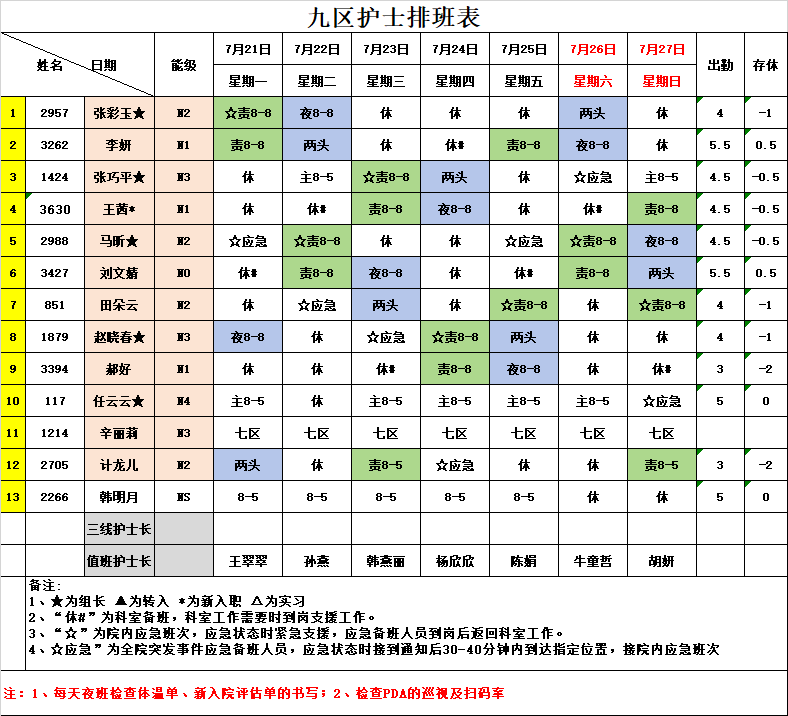 九区护士排班表
姓名 日期 能级 7月21日 7月22日 7月23日 7月24日 7月25日 7月26日 7月27日 出勤 存休
星期一 星期二 星期三 星期四 星期五 星期六 星期日
1 2957 张彩玉★ N2 ☆责8-8 夜8-8 休 休 休 两头 休 4 -1
2 3262 李妍 N1 责8-8 两头 休 休# 责8-8 夜8-8 休 5.5 0.5
3 1424 张巧平★ N3 休 主8-5 ☆责8-8 两头 休 ☆应急 主8-5 4.5 -0.5
4 3630 王茜* N1 休 休# 责8-8 夜8-8 休 休# 责8-8 4.5 -0.5
5 2988 马昕★ N2 ☆应急 ☆责8-8 休 休 ☆应急 ☆责8-8 夜8-8 4.5 -0.5
6 3427 刘文婧 N0 休# 责8-8 夜8-8 休 休# 责8-8 两头 5.5 0.5
7 851 田朵云 N2 休 ☆应急 两头 休 ☆责8-8 休 ☆责8-8 4 -1
8 1879 赵晓春★ N3 夜8-8 休 ☆应急 ☆责8-8 两头 休 休 4 -1
9 3394 郝好 N1 休 休 休# 责8-8 夜8-8 休 休# 3 -2
10 117 任云云★ N4 主8-5 休 主8-5 主8-5 主8-5 主8-5 ☆应急 5 0
11 1214 辛丽莉 N3 七区 七区 七区 七区 七区 七区 七区
12 2705 计龙儿 N2 两头 休 责8-5 ☆应急 休 休 责8-5 3 -2
13 2266 韩明月 NS 8-5 8-5 8-5 8-5 8-5 休 休 5 0
三线护士长
值班护士长 王翠翠 孙燕 韩燕丽 杨欣欣 陈娟 牛童哲 胡妍
备注:
1、★为组长 ▲为转入 *为新入职 △为实习
2、“休#”为科室备班，科室工作需要时到岗支援工作。
3、“☆”为院内应急班次，应急状态时紧急支援，应急备班人员到岗后返回科室工作。
4、☆应急”为全院突发事件应急备班人员，应急状态时接到通知后30-40分钟内到达指定位置，接院内应急班次
注：1、每天夜班检查体温单、新入院评估单的书写；2、检查PDA的巡视及扫码率